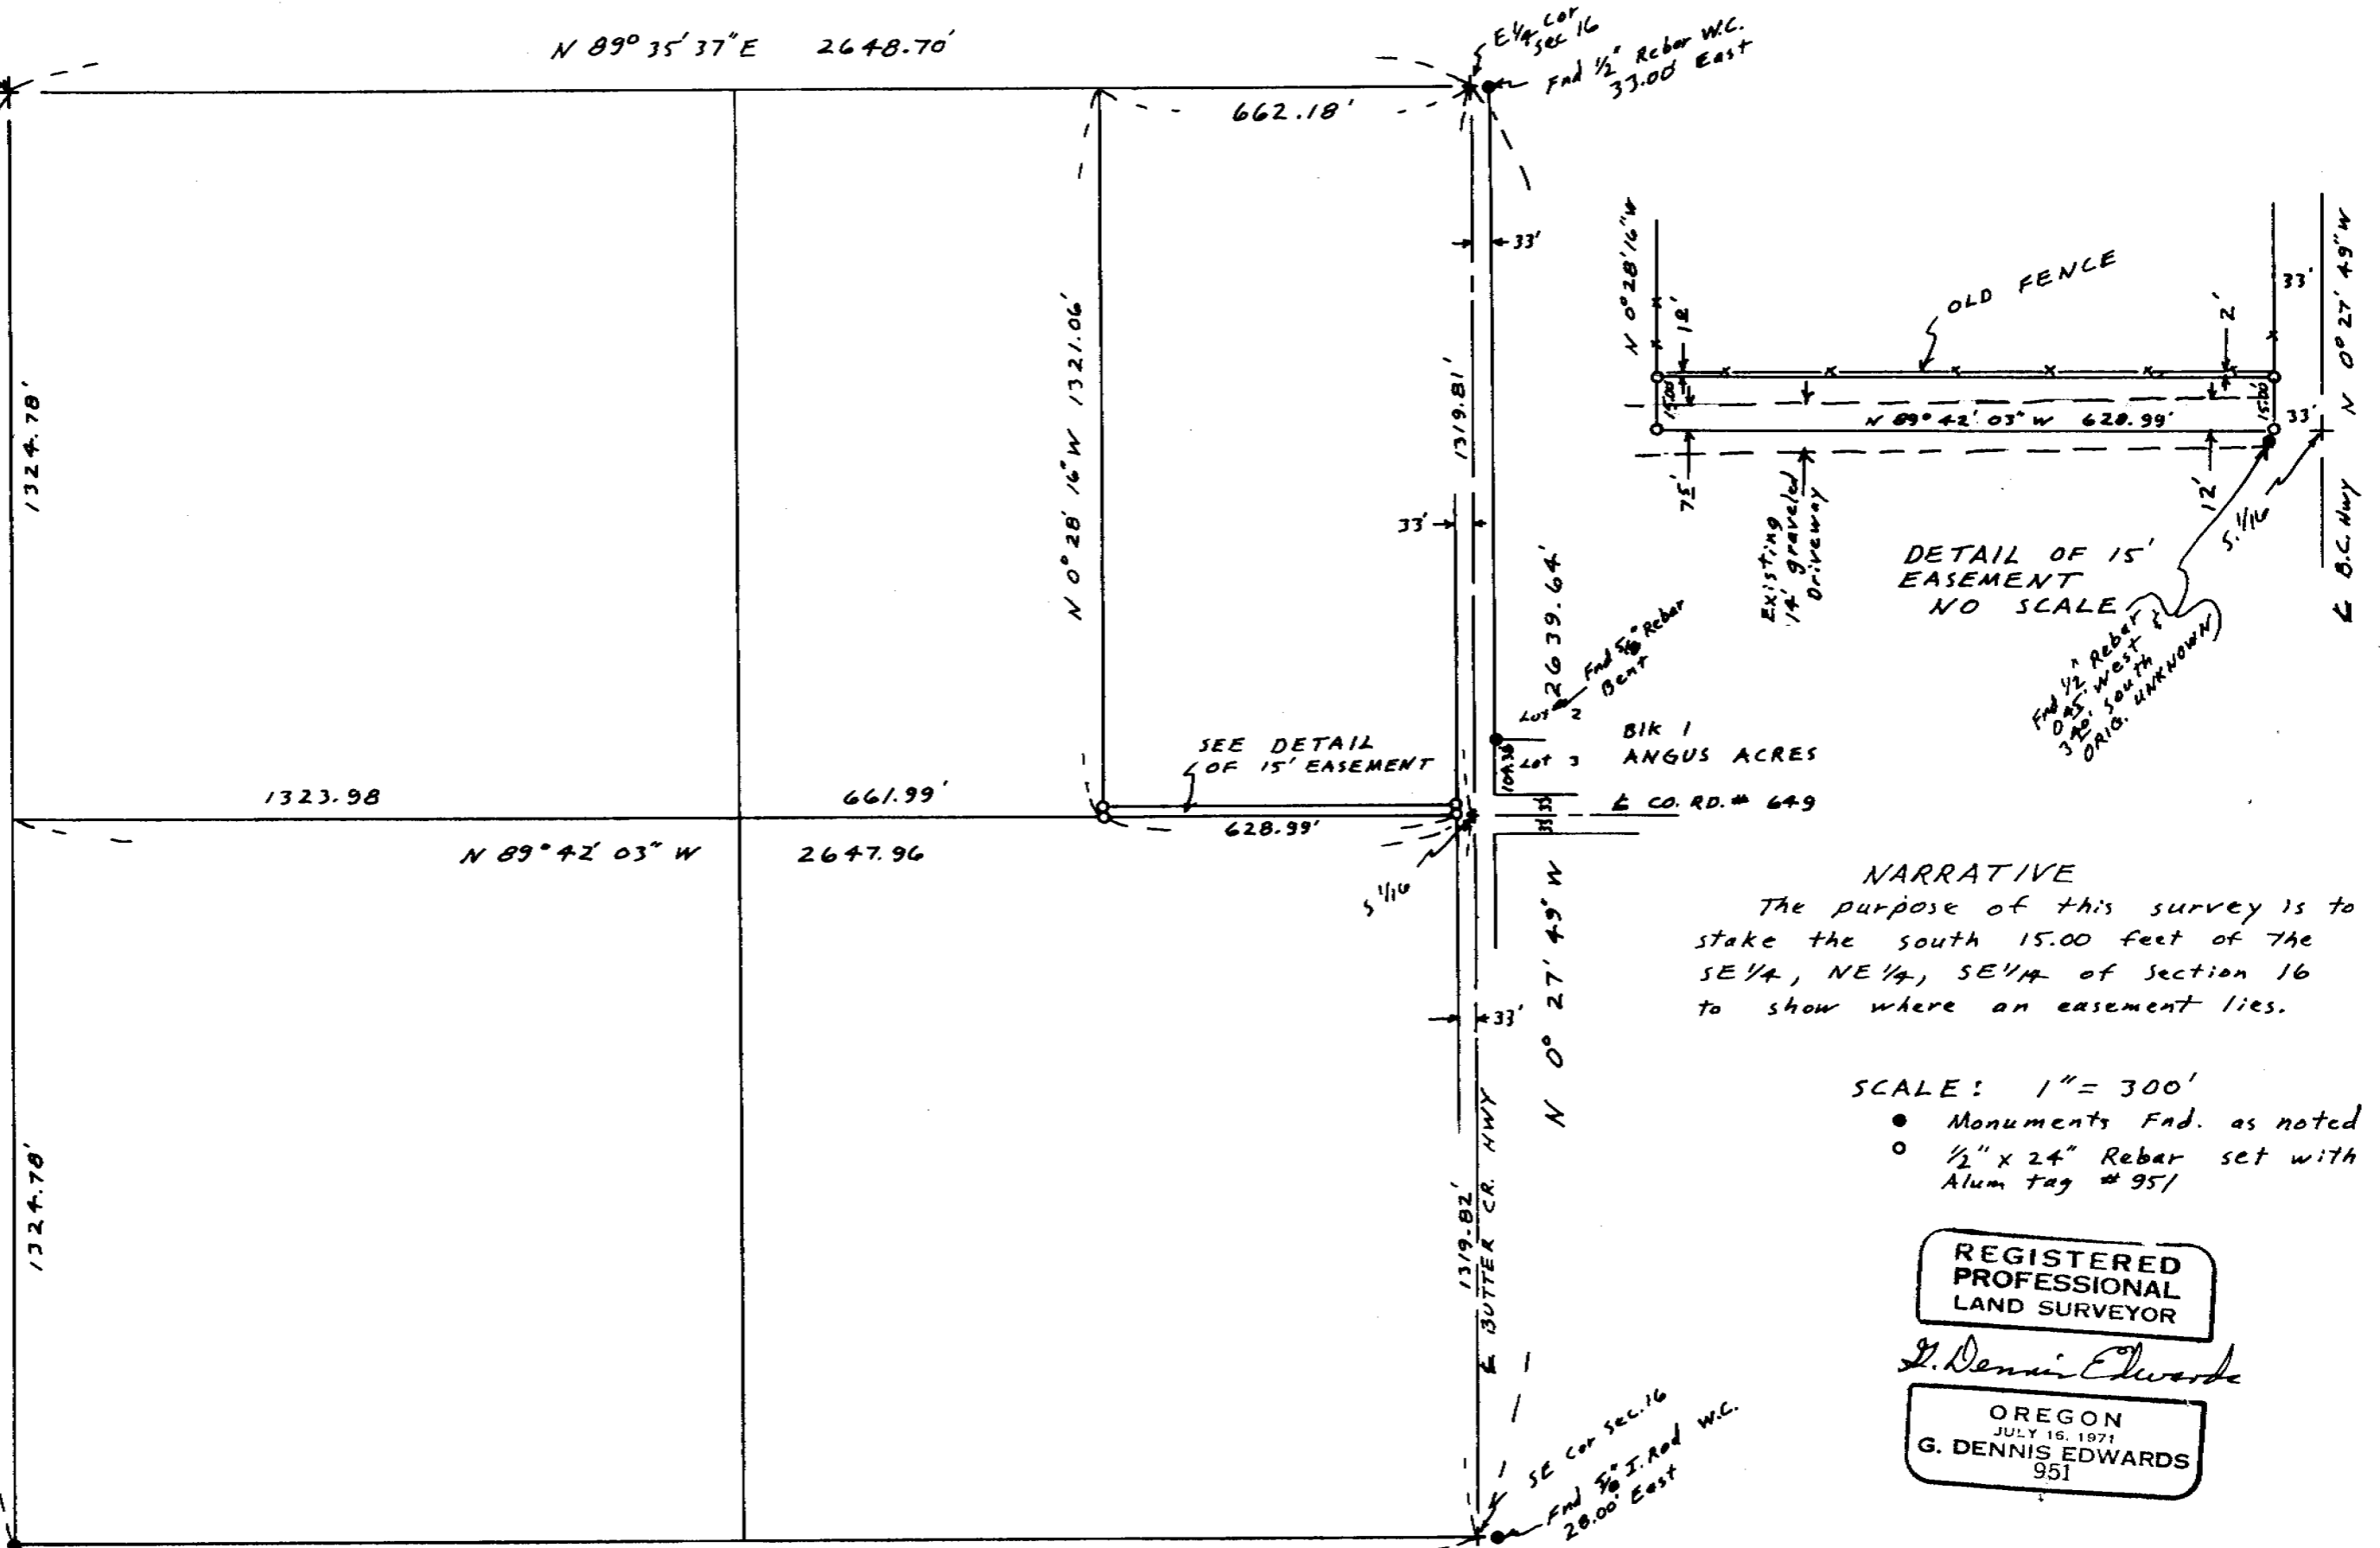 N 89° 35' 37" E 2648.70'
E 1/4 Cor
Sec 16
Fnd 1/2" Rebar W.C.
33.00' East
662.18'
33'
1324.78'
N 0° 28' 16" W 1321.06'
1319.81'
33'
2639.64'
Fnd 5/8" Rebar
Bent
Lot 2
Lot 3
Blk 1
ANGUS ACRES
SEE DETAIL
OF 15' EASEMENT
℄ CO. RD. # 649
33'
33'
1323.98
661.99'
628.99'
N 89° 42' 03" W 2647.96
S 1/16
N 0° 27' 49" W
33'
1324.78'
1319.82'
℄ BUTTER CR. HWY
SE Cor Sec. 16
Fnd 5/8" I. Rod W.C.
28.00' East
N 0° 28' 16" W
OLD FENCE
2'
33'
N 0° 27' 49" W
15.00'
15.00'
N 89° 42' 03" W 628.99'
33'
12'
Existing
14' graveled
Driveway
S. 1/16
℄ B.C. Hwy
DETAIL OF 15'
EASEMENT
NO SCALE
Fnd 1/2" Rebar
West &
South
ORIG. UNKNOWN
NARRATIVE
The purpose of this survey is to
stake the south 15.00 feet of the
SE 1/4, NE 1/4, SE 1/4 of Section 16
to show where an easement lies.
SCALE: 1" = 300'
● Monuments Fnd. as noted
○ 1/2" x 24" Rebar set with
Alum tag # 951
REGISTERED
PROFESSIONAL
LAND SURVEYOR
G. Dennis Edwards
OREGON
JULY 16, 1971
G. DENNIS EDWARDS
951